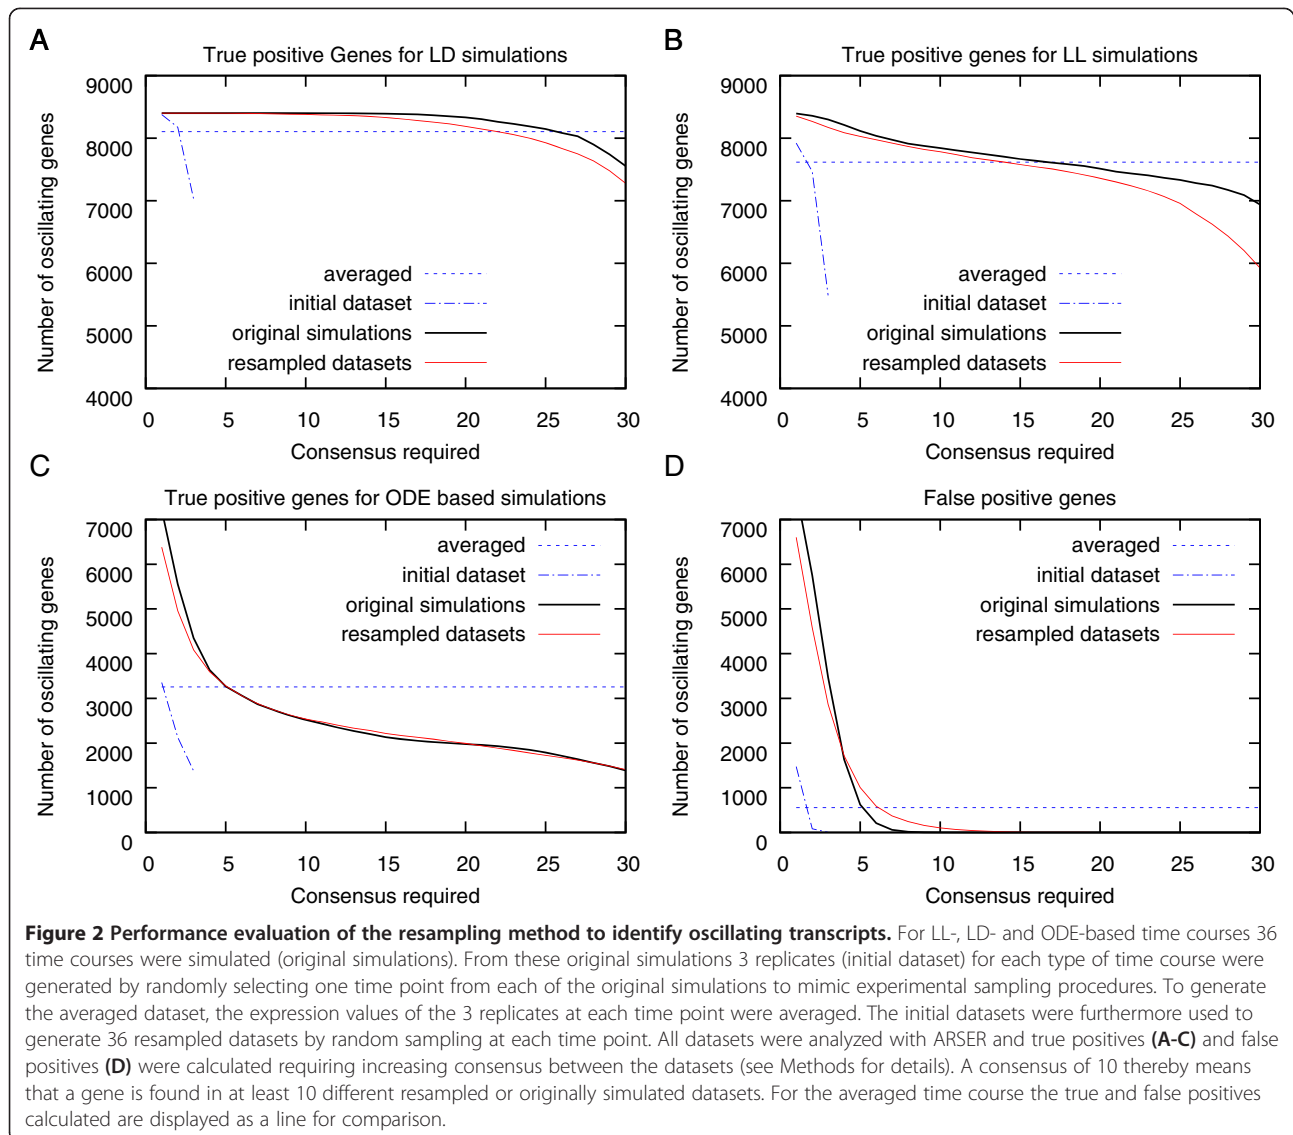 A
True positive Genes for LD simulations
9000
8000
7000
6000
5000
4000
Number of oscillating genes
averaged
initial dataset
original simulations
resampled datasets
0 5 10 15 20 25 30
Consensus required
B
True positive genes for LL simulations
9000
8000
7000
6000
5000
4000
Number of oscillating genes
averaged
initial dataset
original simulations
resampled datasets
0 5 10 15 20 25 30
Consensus required
C
True positive genes for ODE based simulations
7000
6000
5000
4000
3000
2000
1000
0
Number of oscillating genes
averaged
initial dataset
original simulations
resampled datasets
0 5 10 15 20 25 30
Consensus required
D
False positive genes
7000
6000
5000
4000
3000
2000
1000
0
Number of oscillating genes
averaged
initial dataset
original simulations
resampled datasets
0 5 10 15 20 25 30
Consensus required
Figure 2 Performance evaluation of the resampling method to identify oscillating transcripts. For LL-, LD- and ODE-based time courses 36
time courses were simulated (original simulations). From these original simulations 3 replicates (initial dataset) for each type of time course were
generated by randomly selecting one time point from each of the original simulations to mimic experimental sampling procedures. To generate
the averaged dataset, the expression values of the 3 replicates at each time point were averaged. The initial datasets were furthermore used to
generate 36 resampled datasets by random sampling at each time point. All datasets were analyzed with ARSER and true positives (A-C) and false
positives (D) were calculated requiring increasing consensus between the datasets (see Methods for details). A consensus of 10 thereby means
that a gene is found in at least 10 different resampled or originally simulated datasets. For the averaged time course the true and false positives
calculated are displayed as a line for comparison.